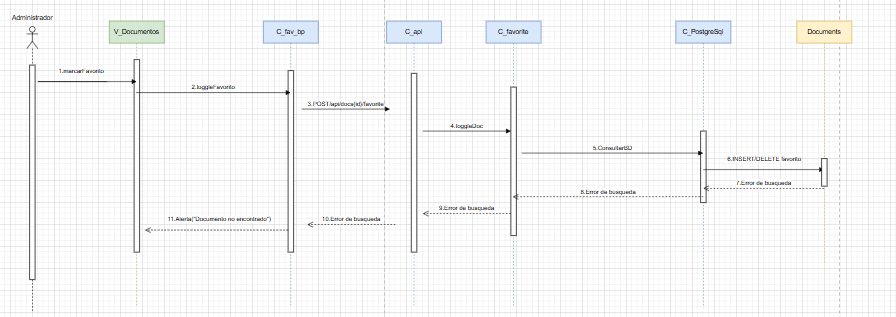 Administrador
V_Documentos
C_fav_bp
C_api
C_favorite
C_PostgreSql
Documents
1.marcarFavorito
2.toggleFavorito
3.POST/api/docs{id}/favorite
4.toggleDoc
5.ConsultarBD
6.INSERT/DELETE favorito
7.Error de busqueda
8.Error de busqueda
9.Error de busqueda
10.Error de busqueda
11.Alerta("Documento no encontrado")